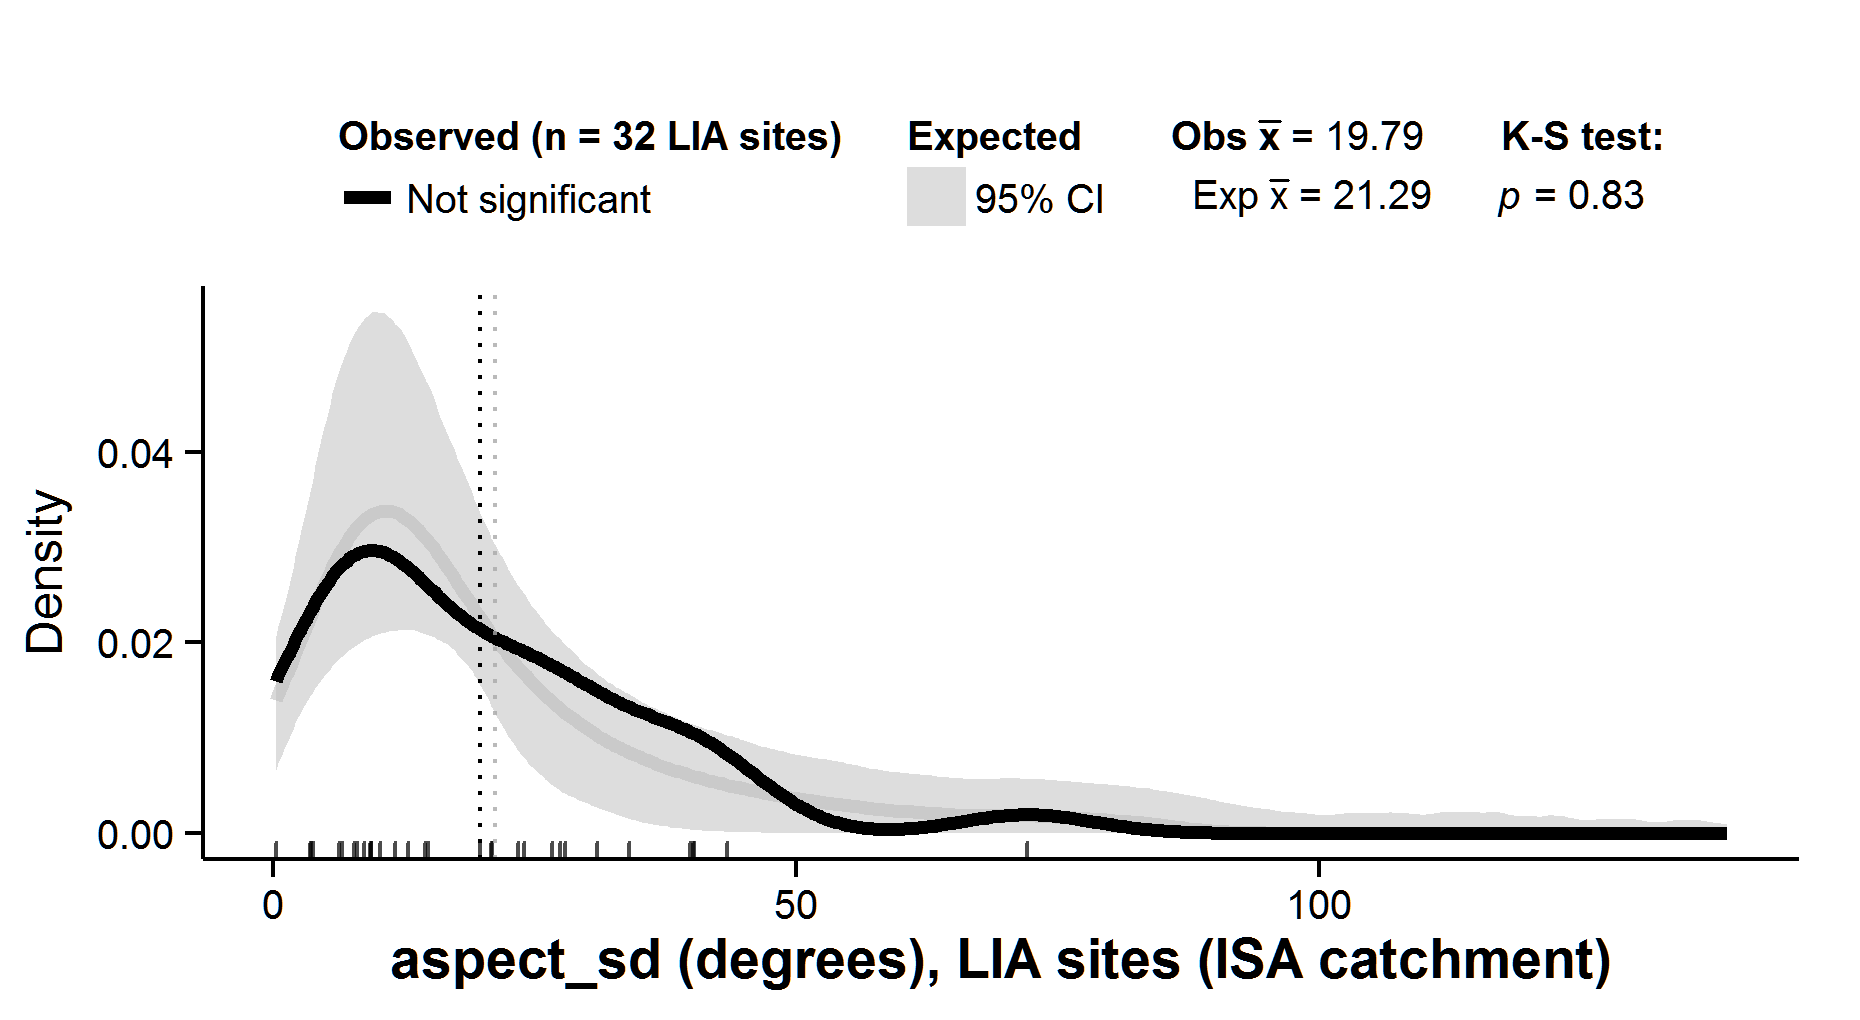 Observed (n = 32 LIA sites) Expected Obs x̅ = 19.79 K-S test:
Not significant 95% CI Exp x̅ = 21.29 p = 0.83
0.04
0.02
0.00
Density
0 50 100
aspect_sd (degrees), LIA sites (ISA catchment)